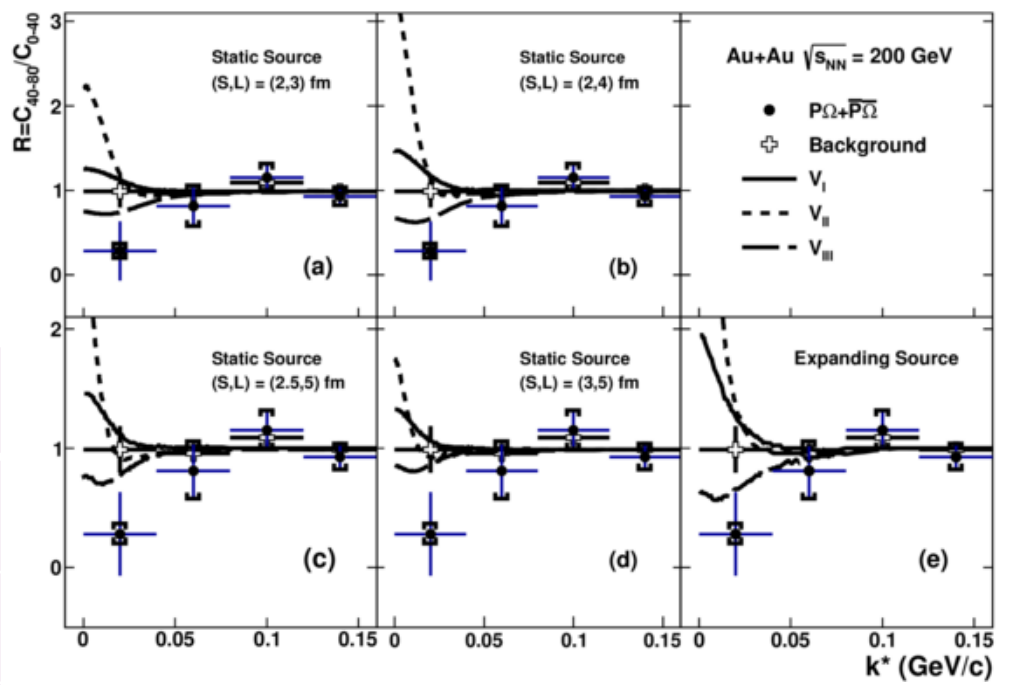 R=C40-80/C0-40
3
2
1
0
Static Source
(S,L) = (2,3) fm
(a)
Static Source
(S,L) = (2,4) fm
(b)
Au+Au √sNN = 200 GeV
PΩ+P̅Ω̅
Background
VI
VII
VIII
2
1
0
Static Source
(S,L) = (2.5,5) fm
(c)
Static Source
(S,L) = (3,5) fm
(d)
Expanding Source
(e)
0 0.05 0.1 0.15 0 0.05 0.1 0.15 0 0.05 0.1 0.15
k* (GeV/c)